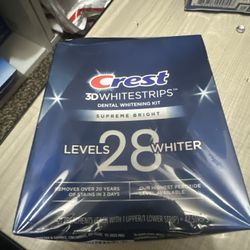 Crest
3DWHITESTRIPS™
DENTAL WHITENING KIT
SUPREME BRIGHT
LEVELS 28 WHITER
REMOVES OVER 20 YEARS
OF STAINS IN 3 DAYS
OUR HIGHEST PEROXIDE
LEVEL AVAILABLE